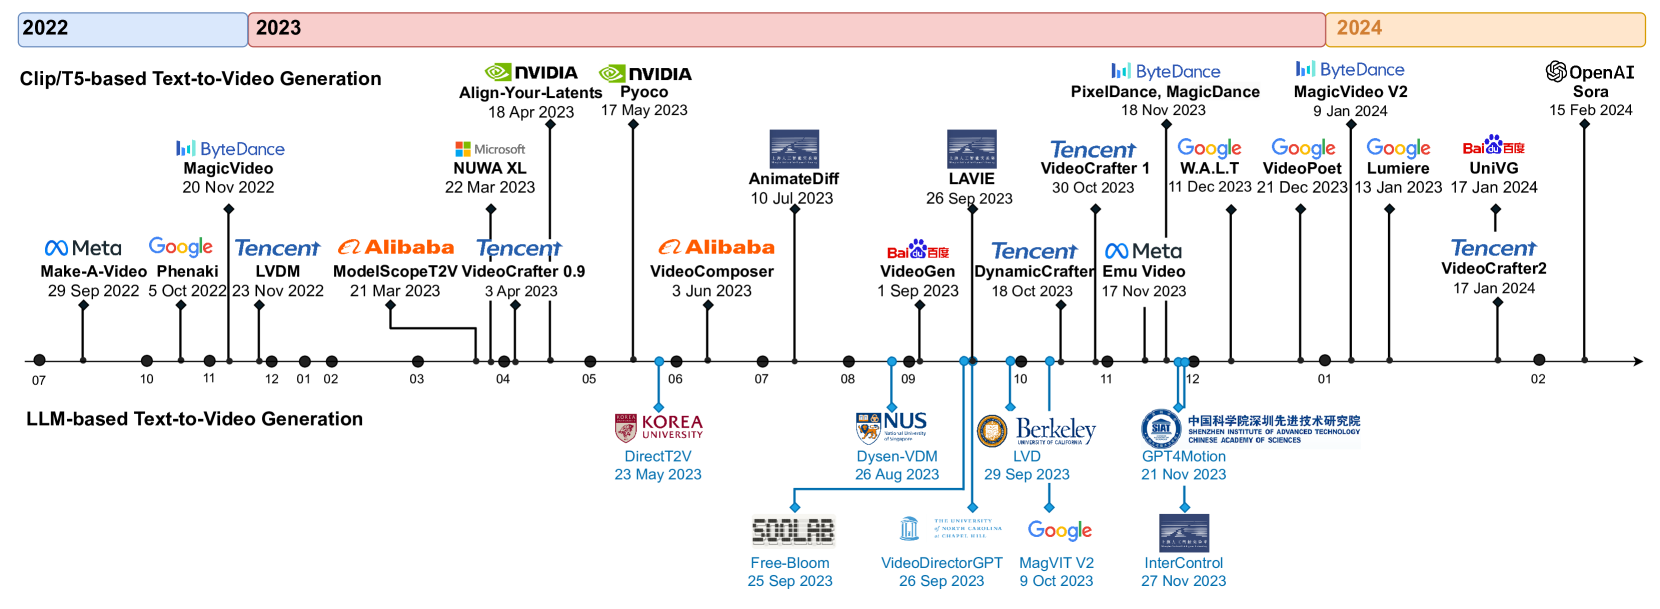 2022
2023
2024
Clip/T5-based Text-to-Video Generation
NVIDIA
Align-Your-Latents
18 Apr 2023
NVIDIA
Pyoco
17 May 2023
ByteDance
PixelDance, MagicDance
18 Nov 2023
ByteDance
MagicVideo V2
9 Jan 2024
OpenAI
Sora
15 Feb 2024
ByteDance
MagicVideo
20 Nov 2022
Microsoft
NUWA XL
22 Mar 2023
AnimateDiff
10 Jul 2023
LAVIE
26 Sep 2023
Tencent
VideoCrafter 1
30 Oct 2023
Google
W.A.L.T
11 Dec 2023
Google
VideoPoet
21 Dec 2023
Google
Lumiere
13 Jan 2023
Bai du 百度
UniVG
17 Jan 2024
Meta
Make-A-Video
29 Sep 2022
Google
Phenaki
5 Oct 2022
Tencent
LVDM
23 Nov 2022
Alibaba
ModelScopeT2V
21 Mar 2023
Tencent
VideoCrafter 0.9
3 Apr 2023
Alibaba
VideoComposer
3 Jun 2023
Bai du 百度
VideoGen
1 Sep 2023
Tencent
DynamicCrafter
18 Oct 2023
Meta
Emu Video
17 Nov 2023
Tencent
VideoCrafter2
17 Jan 2024
07 10 11 12 01 02 03 04 05 06 07 08 09 10 11 12 01 02
LLM-based Text-to-Video Generation
KOREA
UNIVERSITY
DirectT2V
23 May 2023
NUS
National University
of Singapore
Dysen-VDM
26 Aug 2023
Berkeley
UNIVERSITY OF CALIFORNIA
LVD
29 Sep 2023
SIAT
中国科学院深圳先进技术研究院
SHENZHEN INSTITUTE OF ADVANCED TECHNOLOGY
CHINESE ACADEMY OF SCIENCES
GPT4Motion
21 Nov 2023
Free-Bloom
25 Sep 2023
THE UNIVERSITY
of NORTH CAROLINA
at CHAPEL HILL
VideoDirectorGPT
26 Sep 2023
Google
MagVIT V2
9 Oct 2023
InterControl
27 Nov 2023